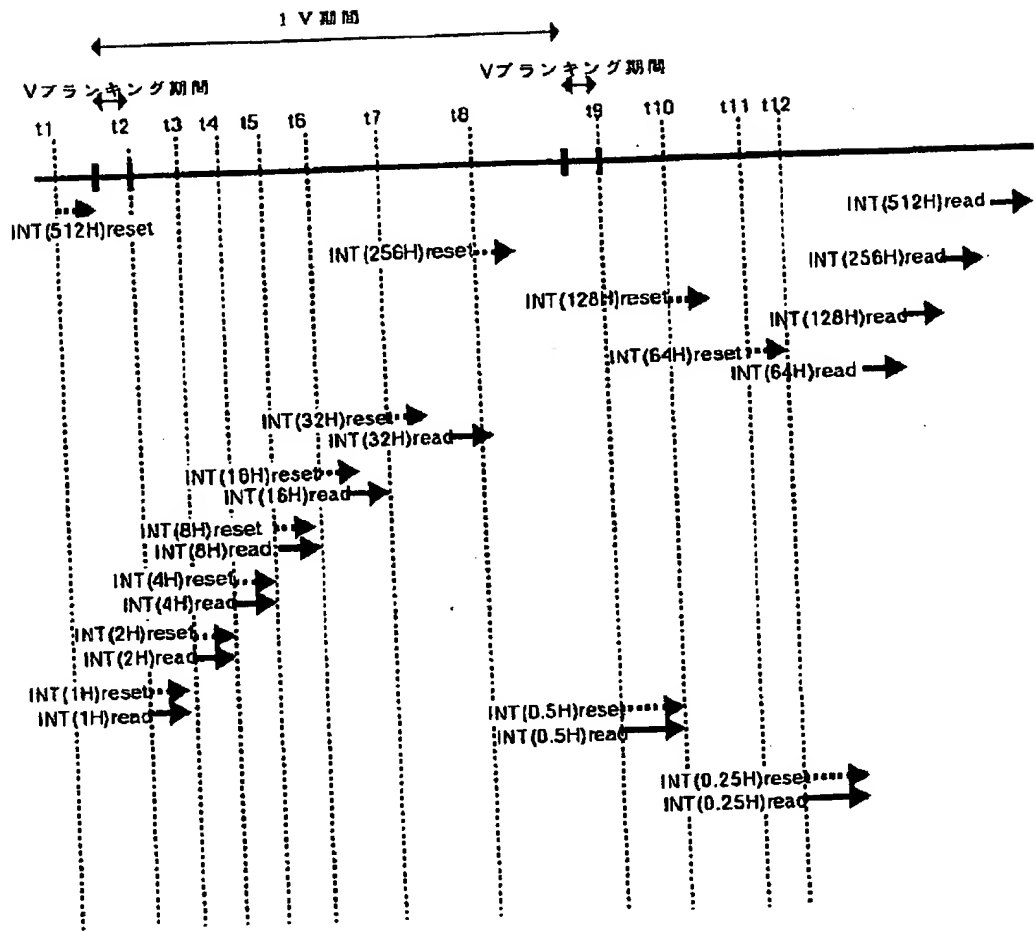 1 V 期間
Vブランキング期間
Vブランキング期間
t1
t2
t3
t4
t5
t6
t7
t8
t9
t10
t11
t12
INT(512H)read
INT(512H)reset
INT(256H)reset
INT(256H)read
INT(128H)reset
INT(128H)read
INT(64H)reset
INT(64H)read
INT(32H)reset
INT(32H)read
INT(16H)reset
INT(16H)read
INT(8H)reset
INT(8H)read
INT(4H)reset
INT(4H)read
INT(2H)reset
INT(2H)read
INT(1H)reset
INT(1H)read
INT(0.5H)reset
INT(0.5H)read
INT(0.25H)reset
INT(0.25H)read